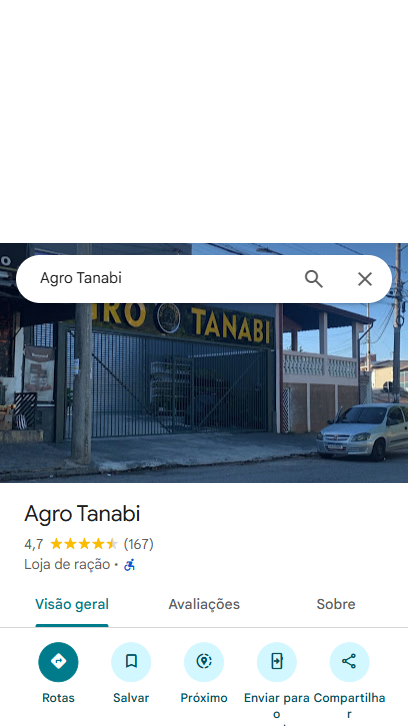 Agro Tanabi
RO TANABI
Agro Tanabi
4,7 (167)
Loja de ração ·
Visão geral Avaliações Sobre
Rotas Salvar Próximo Enviar para o Compartilhar